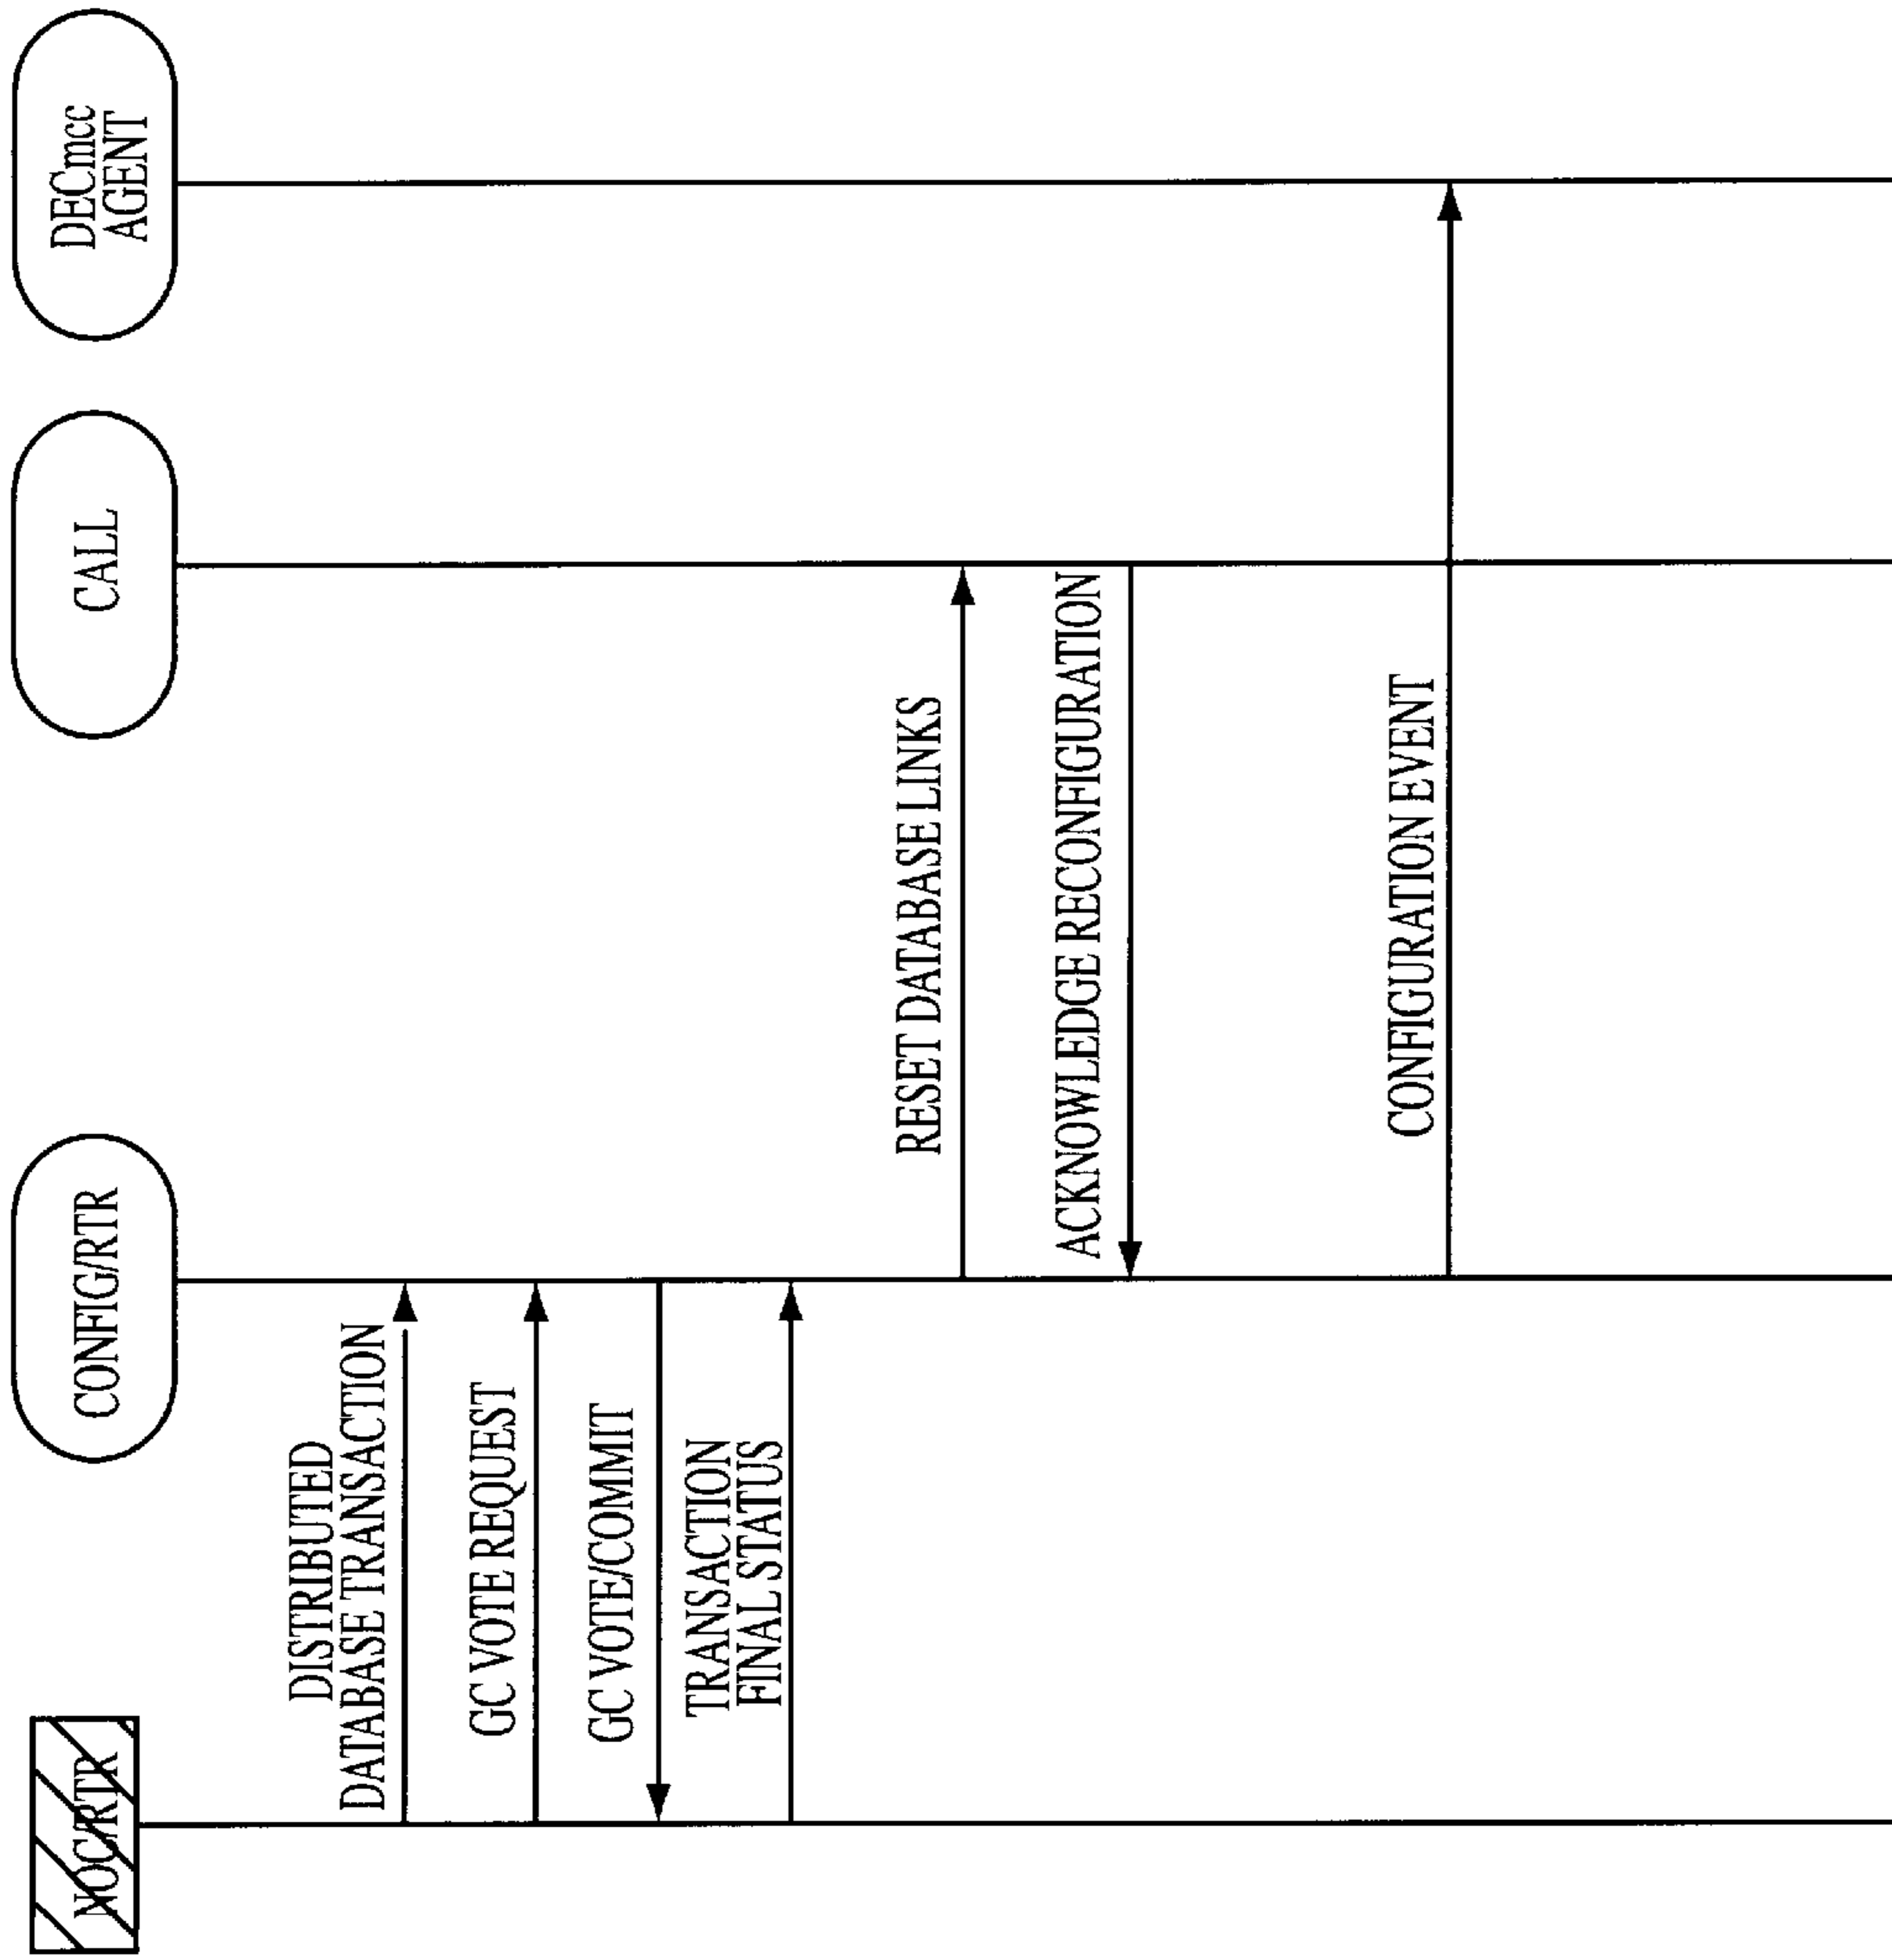 NOC/RTR
CONFIG/RTR
CALL
DECmcc
AGENT
DISTRIBUTED
DATABASE TRANSACTION
GC VOTE REQUEST
GC VOTE/COMMIT
TRANSACTION
FINAL STATUS
RESET DATABASE LINKS
ACKNOWLEDGE RECONFIGURATION
CONFIGURATION EVENT